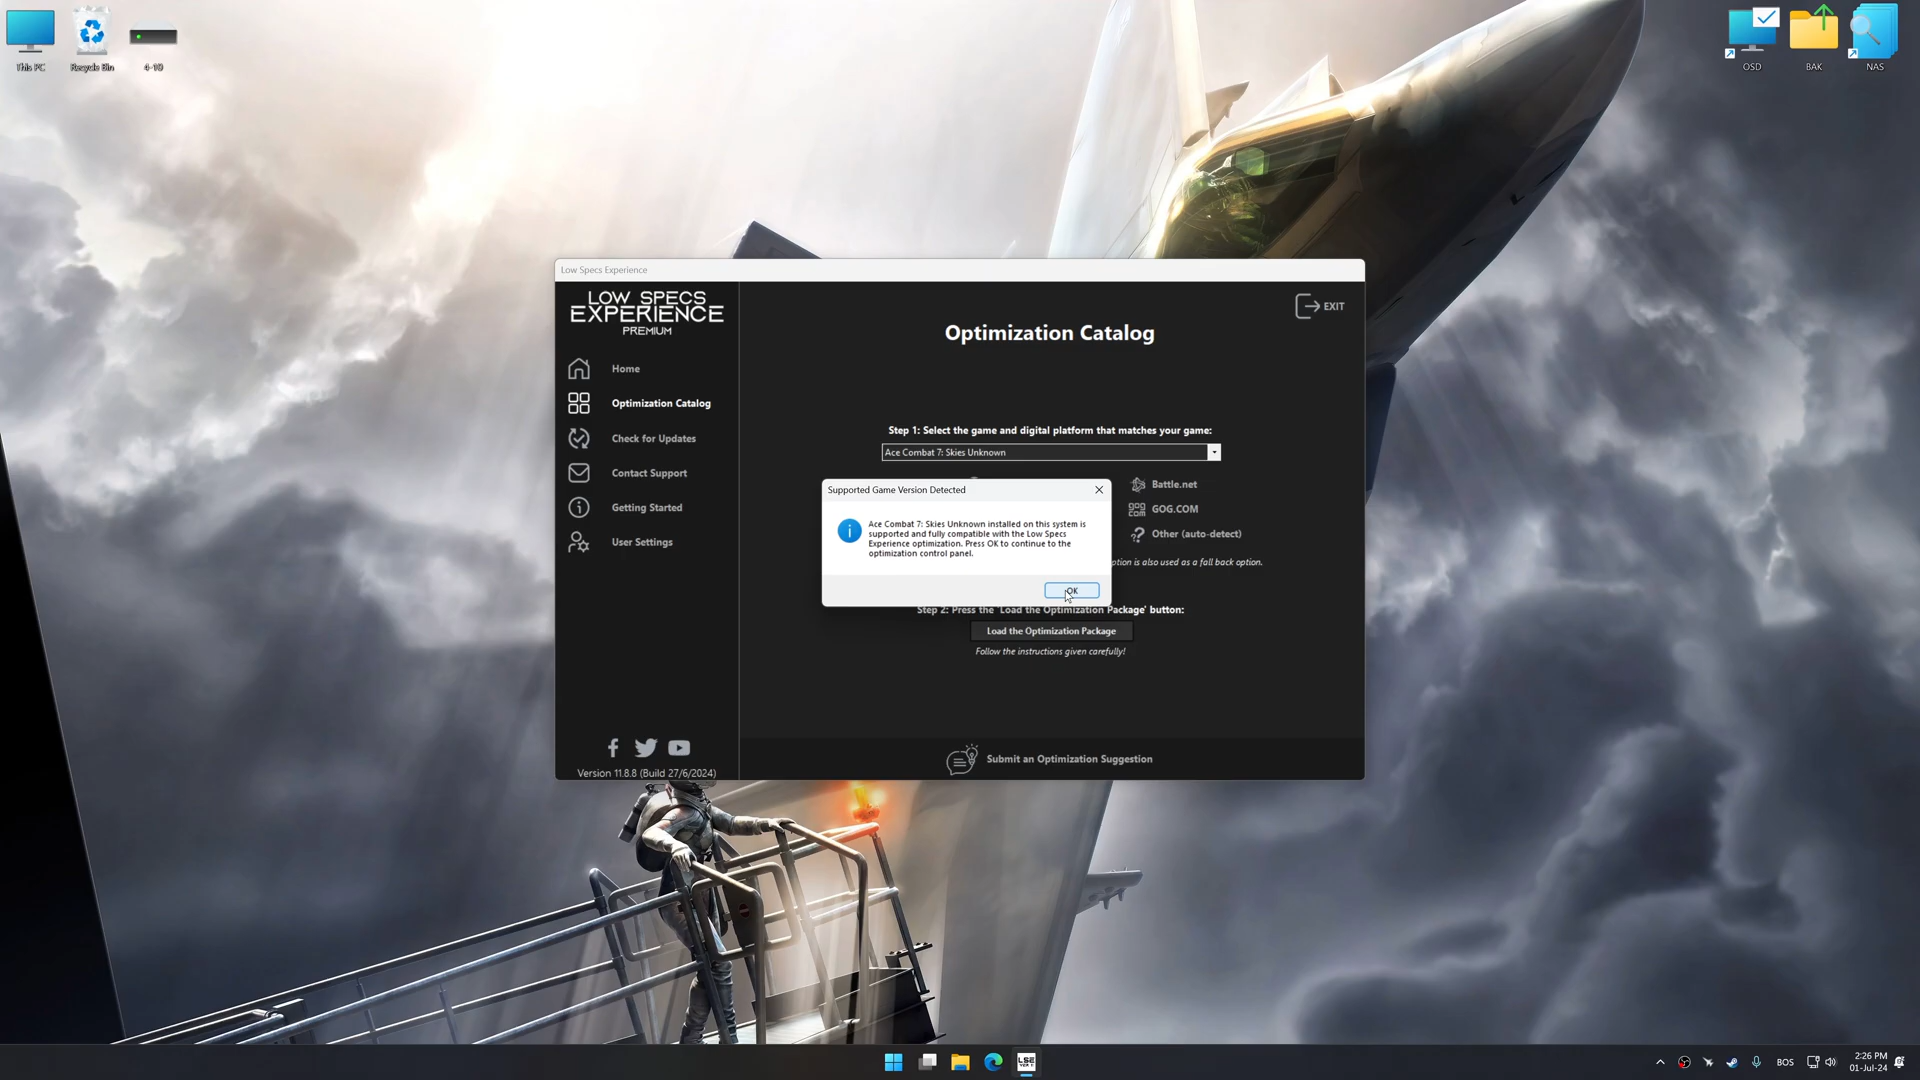 This PC
Recycle Bin
4-10
OSD
BAK
NAS
Low Specs Experience
LOW SPECS
EXPERIENCE
PREMIUM
Home
Optimization Catalog
Check for Updates
Contact Support
Getting Started
User Settings
Version 11.8.8 (Build 27/6/2024)
EXIT
Optimization Catalog
Step 1: Select the game and digital platform that matches your game:
Ace Combat 7: Skies Unknown
Battle.net
GOG.COM
Other (auto-detect)
ption is also used as a fall back option.
Supported Game Version Detected
Ace Combat 7: Skies Unknown installed on this system is
supported and fully compatible with the Low Specs
Experience optimization. Press OK to continue to the
optimization control panel.
OK
Step 2: Press the 'Load the Optimization Package' button:
Load the Optimization Package
Follow the instructions given carefully!
Submit an Optimization Suggestion
LSE
BOS
2:26 PM
01-Jul-24